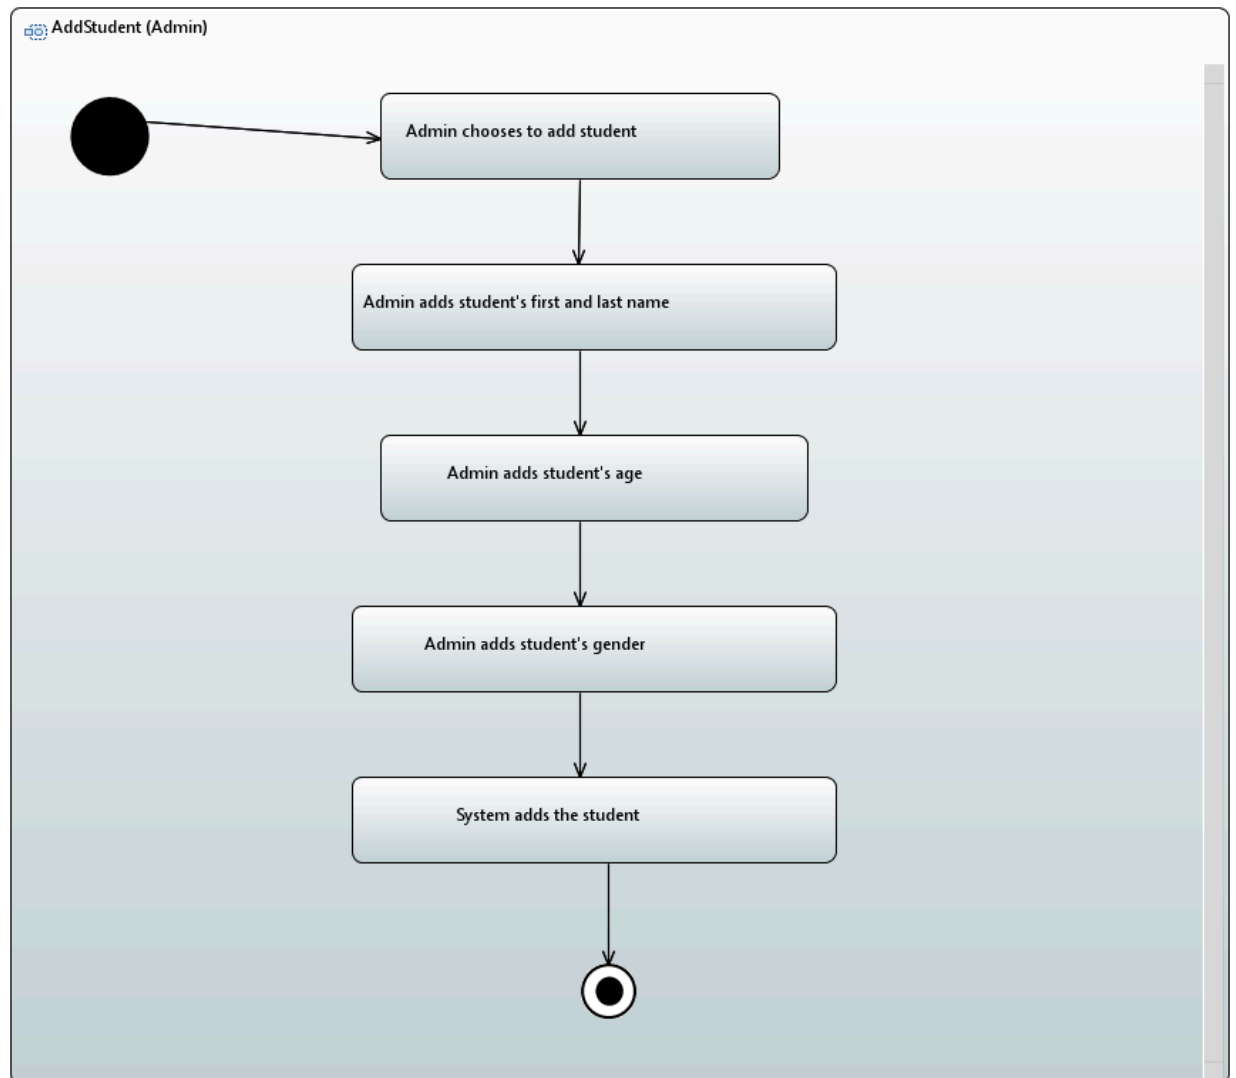 AddStudent (Admin)
Admin chooses to add student
Admin adds student's first and last name
Admin adds student's age
Admin adds student's gender
System adds the student